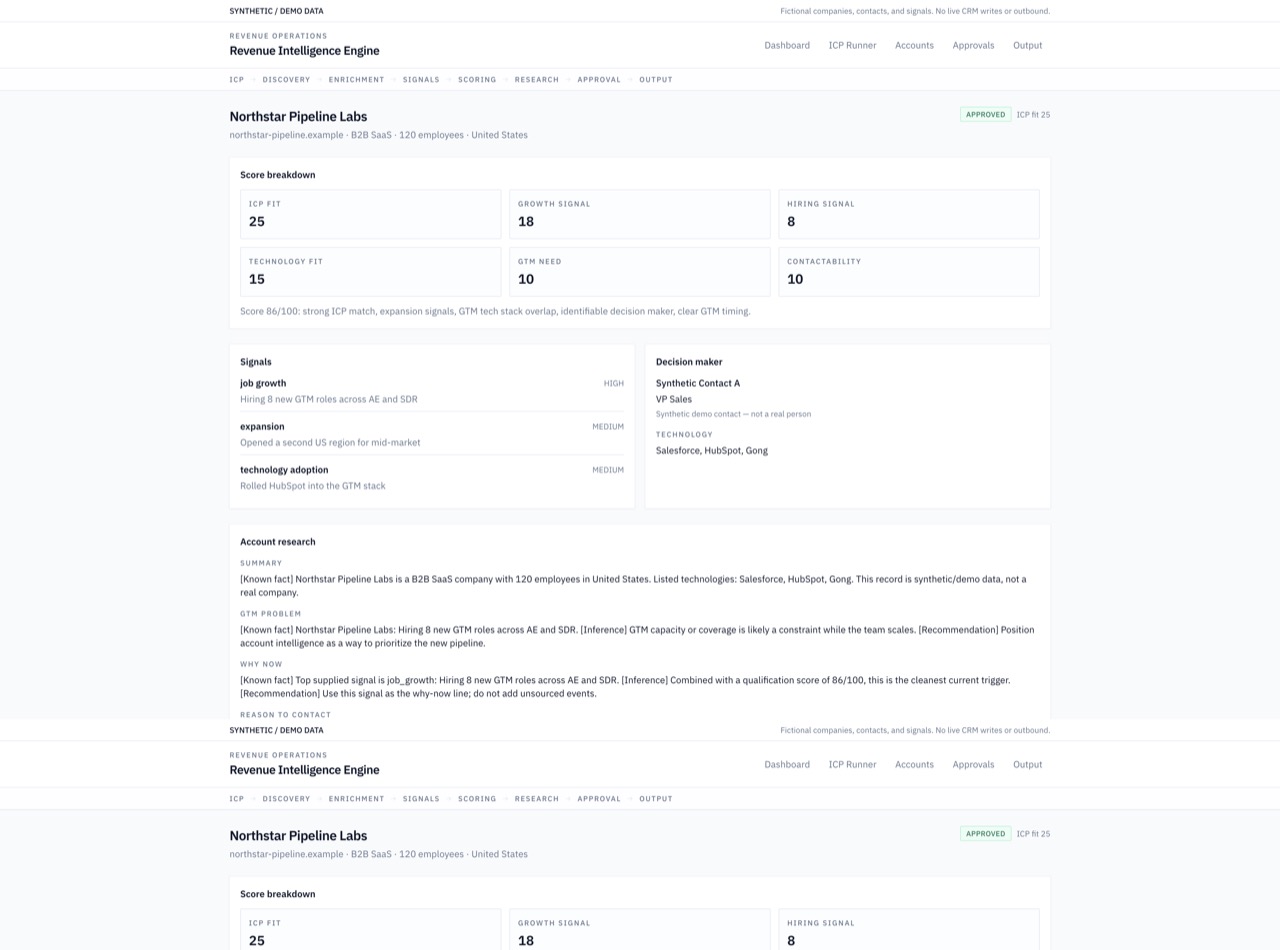 SYNTHETIC / DEMO DATA
Fictional companies, contacts, and signals. No live CRM writes or outbound.
REVENUE OPERATIONS
Revenue Intelligence Engine
Dashboard ICP Runner Accounts Approvals Output
ICP DISCOVERY ENRICHMENT SIGNALS SCORING RESEARCH APPROVAL OUTPUT
Northstar Pipeline Labs
APPROVED ICP fit 25
northstar-pipeline.example · B2B SaaS · 120 employees · United States
Score breakdown
ICP FIT
25
GROWTH SIGNAL
18
HIRING SIGNAL
8
TECHNOLOGY FIT
15
GTM NEED
10
CONTACTABILITY
10
Score 86/100: strong ICP match, expansion signals, GTM tech stack overlap, identifiable decision maker, clear GTM timing.
Signals
job growth HIGH
Hiring 8 new GTM roles across AE and SDR
expansion MEDIUM
Opened a second US region for mid-market
technology adoption MEDIUM
Rolled HubSpot into the GTM stack
Decision maker
Synthetic Contact A
VP Sales
Synthetic demo contact — not a real person
TECHNOLOGY
Salesforce, HubSpot, Gong
Account research
SUMMARY
[Known fact] Northstar Pipeline Labs is a B2B SaaS company with 120 employees in United States. Listed technologies: Salesforce, HubSpot, Gong. This record is synthetic/demo data, not a
real company.
GTM PROBLEM
[Known fact] Northstar Pipeline Labs: Hiring 8 new GTM roles across AE and SDR. [Inference] GTM capacity or coverage is likely a constraint while the team scales. [Recommendation] Position
account intelligence as a way to prioritize the new pipeline.
WHY NOW
[Known fact] Top supplied signal is job_growth: Hiring 8 new GTM roles across AE and SDR. [Inference] Combined with a qualification score of 86/100, this is the cleanest current trigger.
[Recommendation] Use this signal as the why-now line; do not add unsourced events.
REASON TO CONTACT
SYNTHETIC / DEMO DATA
Fictional companies, contacts, and signals. No live CRM writes or outbound.
REVENUE OPERATIONS
Revenue Intelligence Engine
Dashboard ICP Runner Accounts Approvals Output
ICP DISCOVERY ENRICHMENT SIGNALS SCORING RESEARCH APPROVAL OUTPUT
Northstar Pipeline Labs
APPROVED ICP fit 25
northstar-pipeline.example · B2B SaaS · 120 employees · United States
Score breakdown
ICP FIT
25
GROWTH SIGNAL
18
HIRING SIGNAL
8